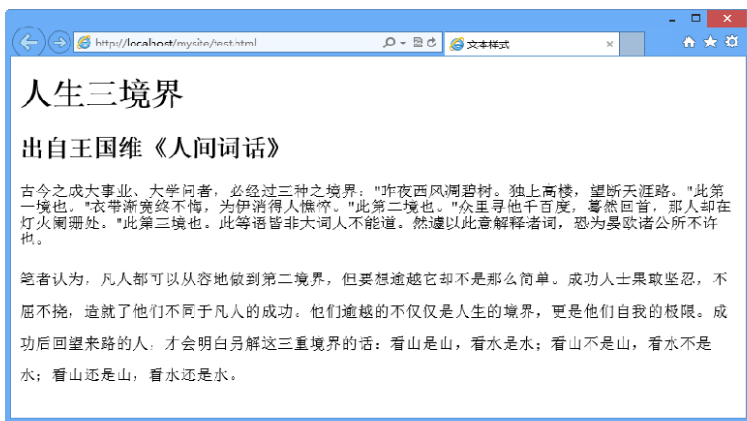 http://localhost/mysite/test.html
文本样式
人生三境界
出自王国维《人间词话》
古今之成大事业、大学问者，必经过三种之境界："昨夜西风凋碧树。独上高楼，望断天涯路。"此第
一境也。"衣带渐宽终不悔，为伊消得人憔悴。"此第二境也。"众里寻他千百度，蓦然回首，那人却在
灯火阑珊处。"此第三境也。此等语皆非大词人不能道。然遽以此意解释诸词，恐为晏欧诸公所不许
也。
笔者认为，凡人都可以从容地做到第二境界，但要想逾越它却不是那么简单。成功人士果敢坚忍，不
屈不挠，造就了他们不同于凡人的成功。他们逾越的不仅仅是人生的境界，更是他们自我的极限。成
功后回望来路的人，才会明白另解这三重境界的话：看山是山，看水是水；看山不是山，看水不是
水；看山还是山，看水还是水。